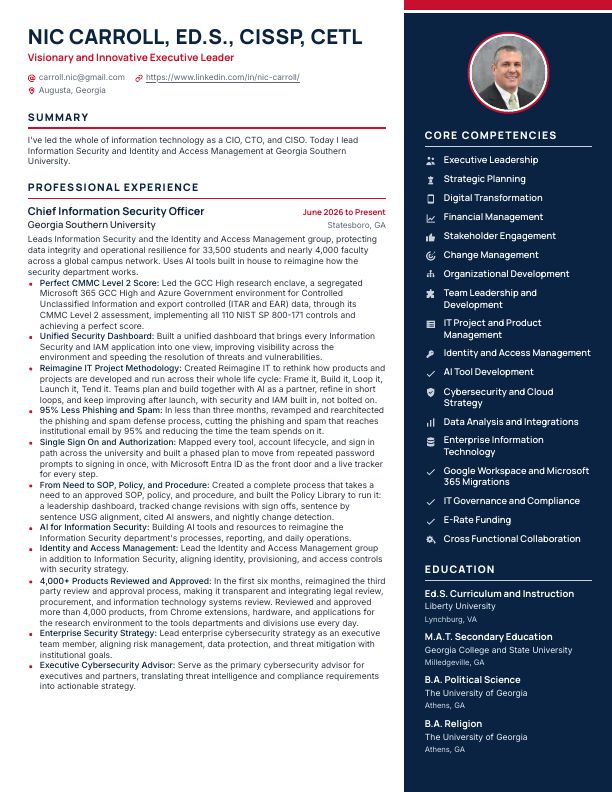 NIC CARROLL, ED.S., CISSP, CETL
Visionary and Innovative Executive Leader
carroll.nic@gmail.com https://www.linkedin.com/in/nic-carroll/
Augusta, Georgia
SUMMARY
I've led the whole of information technology as a CIO, CTO, and CISO. Today I lead
Information Security and Identity and Access Management at Georgia Southern
University.
PROFESSIONAL EXPERIENCE
Chief Information Security Officer June 2026 to Present
Georgia Southern University Statesboro, GA
Leads Information Security and the Identity and Access Management group, protecting
data integrity and operational resilience for 33,500 students and nearly 4,000 faculty
across a global campus network. Uses AI tools built in house to reimagine how the
security department works.
• Perfect CMMC Level 2 Score: Led the GCC High research enclave, a segregated
Microsoft 365 GCC High and Azure Government environment for Controlled
Unclassified Information and export controlled (ITAR and EAR) data, through its
CMMC Level 2 assessment, implementing all 110 NIST SP 800-171 controls and
achieving a perfect score.
• Unified Security Dashboard: Built a unified dashboard that brings every Information
Security and IAM application into one view, improving visibility across the
environment and speeding the resolution of threats and vulnerabilities.
• Reimagine IT Project Methodology: Created Reimagine IT to rethink how products and
projects are developed and run across their whole life cycle: Frame it, Build it, Loop it,
Launch it, Tend it. Teams plan and build together with AI as a partner, refine in short
loops, and keep improving after launch, with security and IAM built in, not bolted on.
• 95% Less Phishing and Spam: In less than three months, revamped and rearchitected
the phishing and spam defense process, cutting the phishing and spam that reaches
institutional email by 95% and reducing the time the team spends on it.
• Single Sign On and Authorization: Mapped every tool, account lifecycle, and sign in
path across the university and built a phased plan to move from repeated password
prompts to signing in once, with Microsoft Entra ID as the front door and a live tracker
for every step.
• From Need to SOP, Policy, and Procedure: Created a complete process that takes a
need to an approved SOP, policy, and procedure, and built the Policy Library to run it:
a leadership dashboard, tracked change revisions with sign offs, sentence by
sentence USG alignment, cited AI answers, and nightly change detection.
• AI for Information Security: Building AI tools and resources to reimagine the
Information Security department's processes, reporting, and daily operations.
• Identity and Access Management: Lead the Identity and Access Management group
in addition to Information Security, aligning identity, provisioning, and access controls
with security strategy.
• 4,000+ Products Reviewed and Approved: In the first six months, reimagined the third
party review and approval process, making it transparent and integrating legal review,
procurement, and information technology systems review. Reviewed and approved
more than 4,000 products, from Chrome extensions, hardware, and applications for
the research environment to the tools departments and divisions use every day.
• Enterprise Security Strategy: Lead enterprise cybersecurity strategy as an executive
team member, aligning risk management, data protection, and threat mitigation with
institutional goals.
• Executive Cybersecurity Advisor: Serve as the primary cybersecurity advisor for
executives and partners, translating threat intelligence and compliance requirements
into actionable strategy.
CORE COMPETENCIES
Executive Leadership
Strategic Planning
Digital Transformation
Financial Management
Stakeholder Engagement
Change Management
Organizational Development
Team Leadership and
Development
IT Project and Product
Management
Identity and Access Management
AI Tool Development
Cybersecurity and Cloud
Strategy
Data Analysis and Integrations
Enterprise Information
Technology
Google Workspace and Microsoft
365 Migrations
IT Governance and Compliance
E-Rate Funding
Cross Functional Collaboration
EDUCATION
Ed.S. Curriculum and Instruction
Liberty University
Lynchburg, VA
M.A.T. Secondary Education
Georgia College and State University
Milledgeville, GA
B.A. Political Science
The University of Georgia
Athens, GA
B.A. Religion
The University of Georgia
Athens, GA